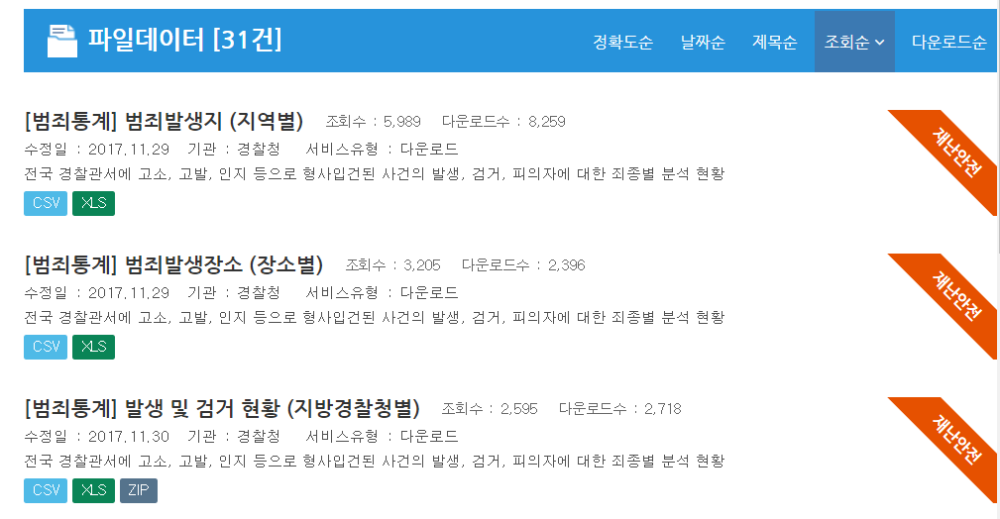 파일데이터 [31건] 정확도순 날짜순 제목순 조회순 다운로드순
[범죄통계] 범죄발생지 (지역별) 조회수 : 5,989 다운로드수 : 8,259
수정일 : 2017.11.29 기관 : 경찰청 서비스유형 : 다운로드
전국 경찰관서에 고소, 고발, 인지 등으로 형사입건된 사건의 발생, 검거, 피의자에 대한 죄종별 분석 현황
CSV XLS
재난안전
[범죄통계] 범죄발생장소 (장소별) 조회수 : 3,205 다운로드수 : 2,396
수정일 : 2017.11.29 기관 : 경찰청 서비스유형 : 다운로드
전국 경찰관서에 고소, 고발, 인지 등으로 형사입건된 사건의 발생, 검거, 피의자에 대한 죄종별 분석 현황
CSV XLS
재난안전
[범죄통계] 발생 및 검거 현황 (지방경찰청별) 조회수 : 2,595 다운로드수 : 2,718
수정일 : 2017.11.30 기관 : 경찰청 서비스유형 : 다운로드
전국 경찰관서에 고소, 고발, 인지 등으로 형사입건된 사건의 발생, 검거, 피의자에 대한 죄종별 분석 현황
CSV XLS ZIP
재난안전